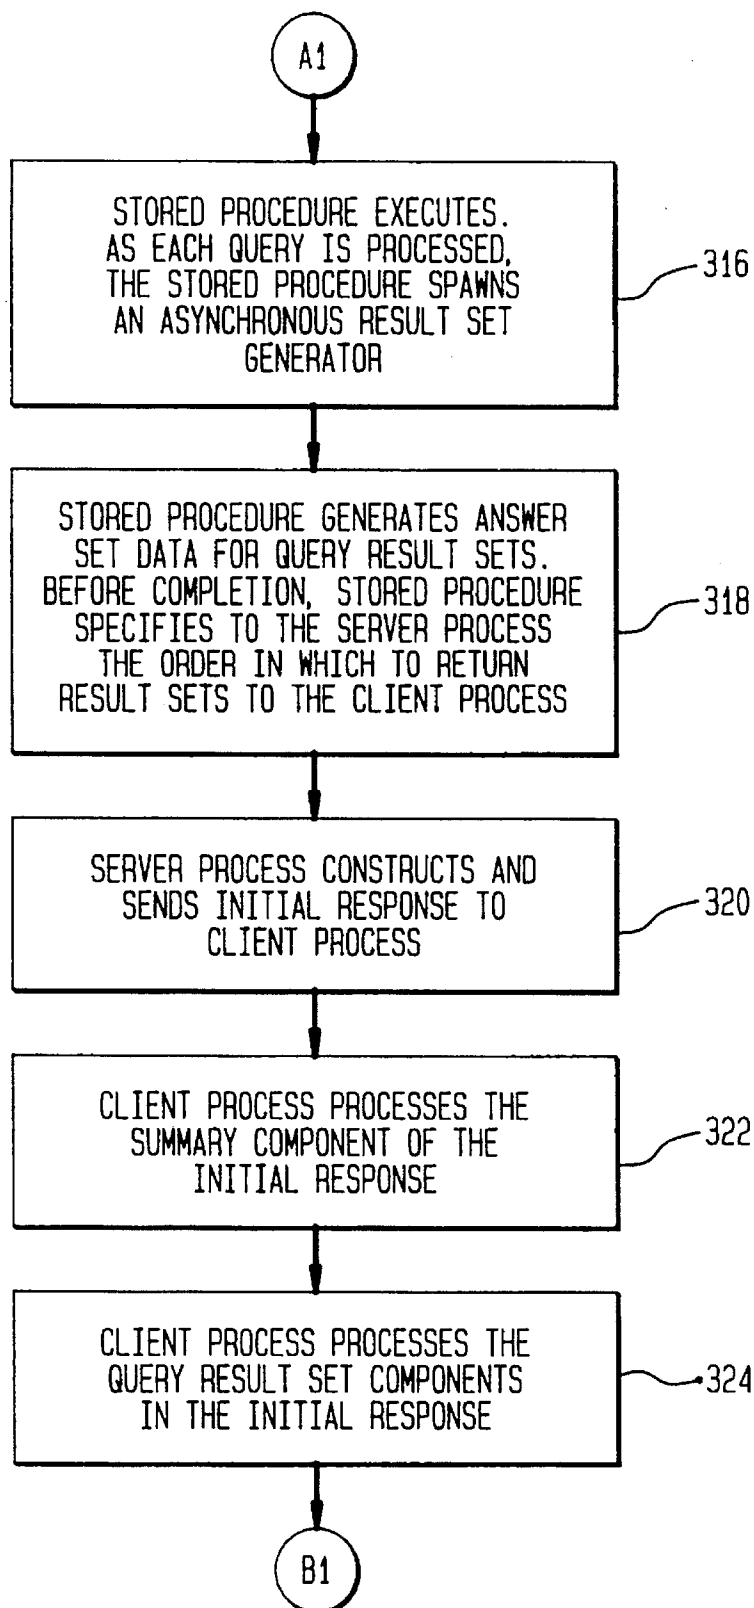 A1
STORED PROCEDURE EXECUTES.
AS EACH QUERY IS PROCESSED,
THE STORED PROCEDURE SPAWNS
AN ASYNCHRONOUS RESULT SET
GENERATOR
316
STORED PROCEDURE GENERATES ANSWER
SET DATA FOR QUERY RESULT SETS.
BEFORE COMPLETION, STORED PROCEDURE
SPECIFIES TO THE SERVER PROCESS
THE ORDER IN WHICH TO RETURN
RESULT SETS TO THE CLIENT PROCESS
318
SERVER PROCESS CONSTRUCTS AND
SENDS INITIAL RESPONSE TO
CLIENT PROCESS
320
CLIENT PROCESS PROCESSES THE
SUMMARY COMPONENT OF THE
INITIAL RESPONSE
322
CLIENT PROCESS PROCESSES THE
QUERY RESULT SET COMPONENTS
IN THE INITIAL RESPONSE
324
B1